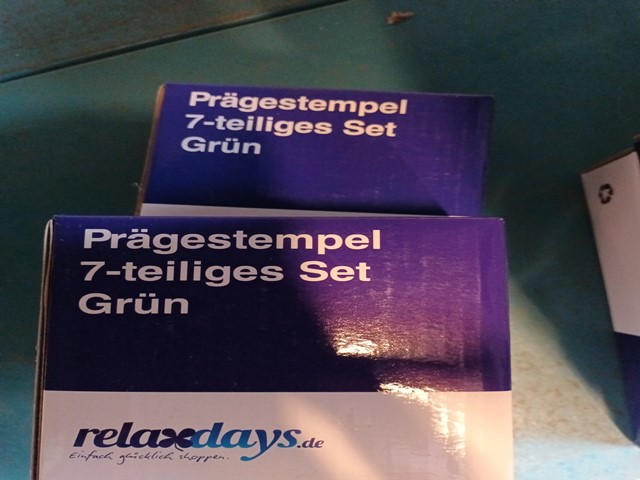 Prägestempel
7-teiliges Set
Grün
Prägestempel
7-teiliges Set
Grün
relaxdays.de
Einfach glücklich shoppen.